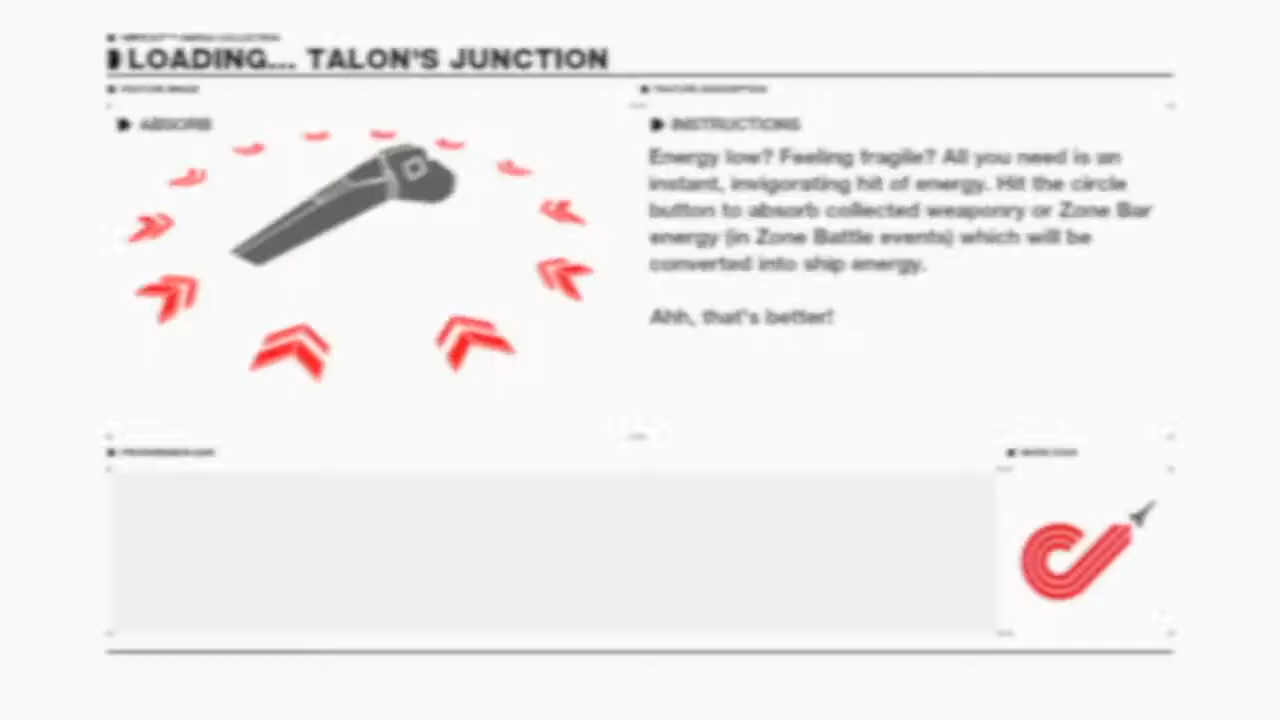 LOADING... TALON'S JUNCTION
ABSORB
INSTRUCTIONS
Energy low? Feeling fragile? All you need is an
instant, invigorating hit of energy. Hit the circle
button to absorb collected weaponry or Zone Bar
energy (in Zone Battle events) which will be
converted into ship energy.
Ahh, that's better!